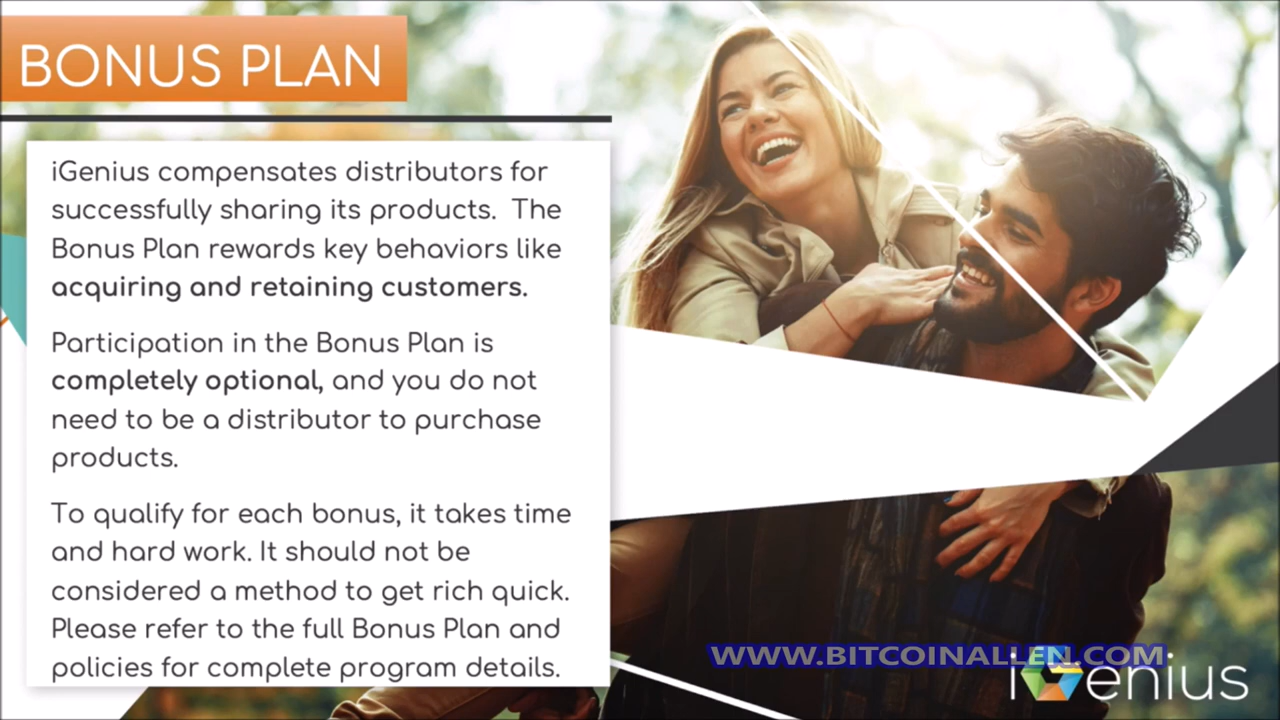 BONUS PLAN
iGenius compensates distributors for
successfully sharing its products. The
Bonus Plan rewards key behaviors like
acquiring and retaining customers.
Participation in the Bonus Plan is
completely optional, and you do not
need to be a distributor to purchase
products.
To qualify for each bonus, it takes time
and hard work. It should not be
considered a method to get rich quick.
Please refer to the full Bonus Plan and
policies for complete program details.
WWW.BITCOINALLEN.COM
iGenius